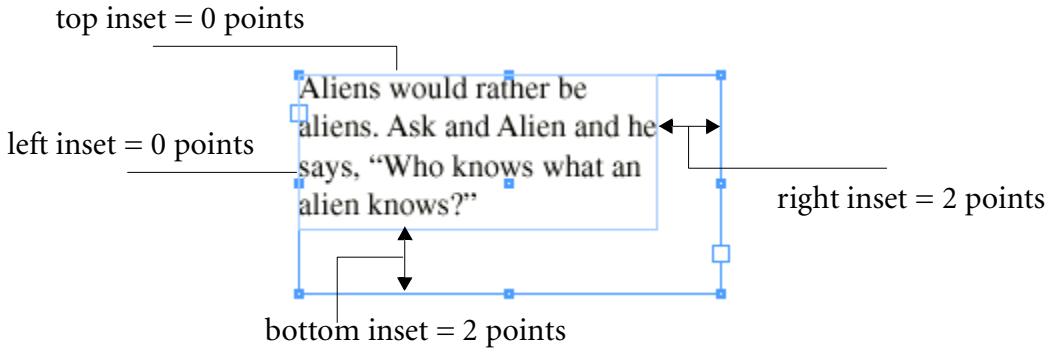 top inset = 0 points
Aliens would rather be
aliens. Ask and Alien and he
says, “Who knows what an
alien knows?”
left inset = 0 points
right inset = 2 points
bottom inset = 2 points